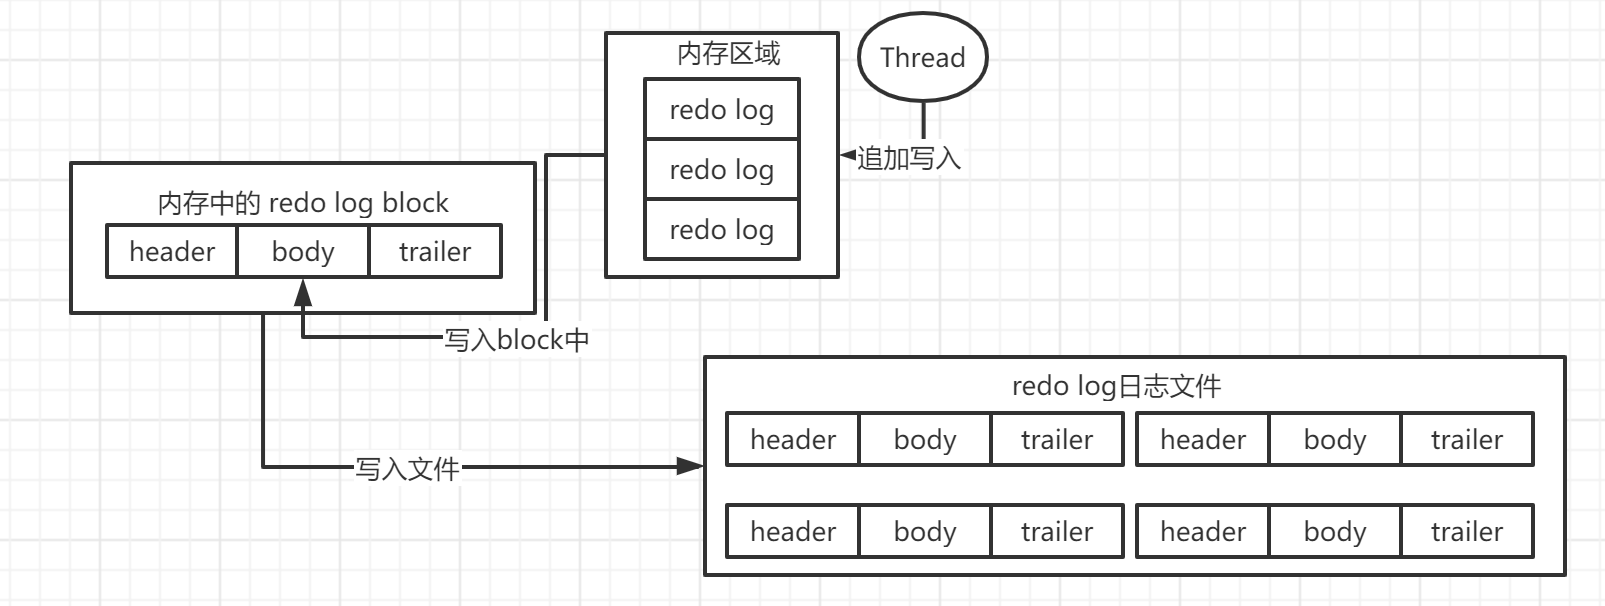 内存区域
Thread
redo log
redo log
redo log
追加写入
内存中的 redo log block
header body trailer
写入block中
redo log日志文件
header body trailer header body trailer
写入文件
header body trailer header body trailer